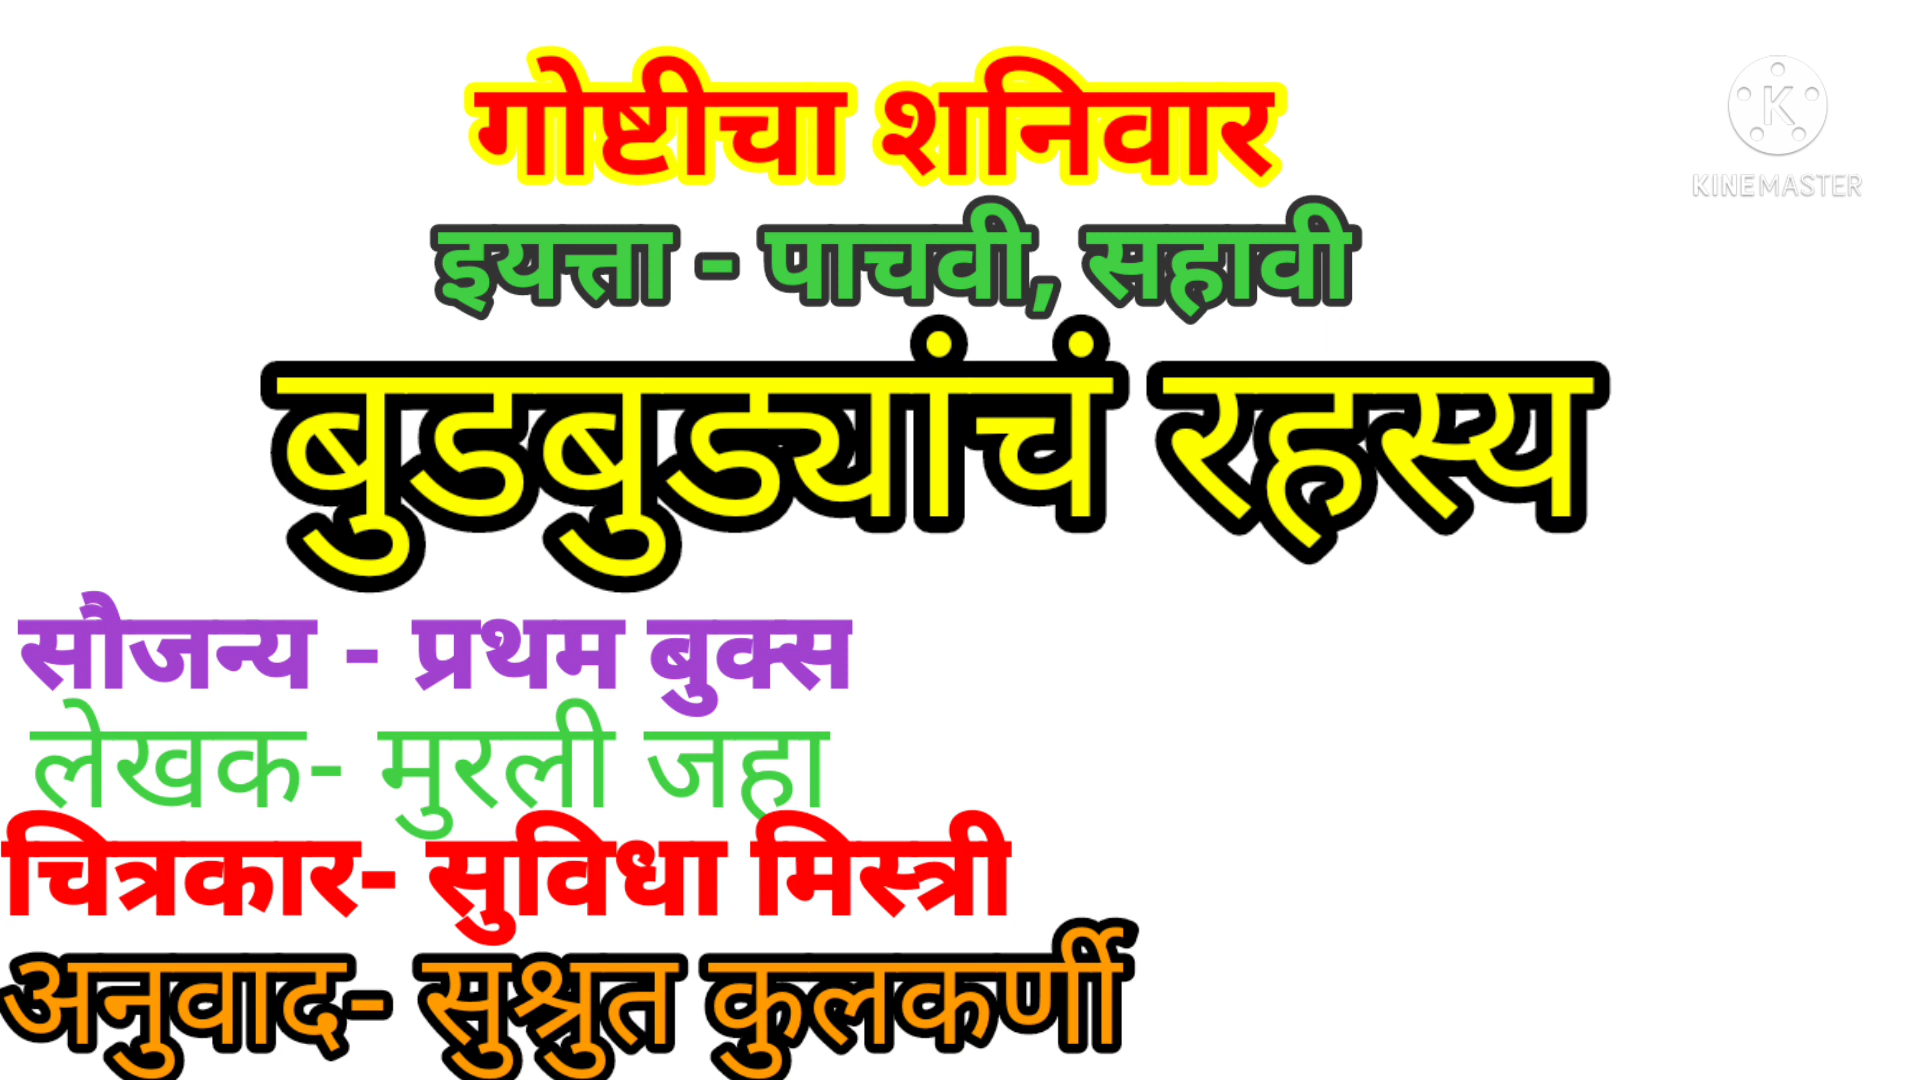 गोष्टीचा शनिवार
इयत्ता - पाचवी, सहावी
बुडबुड्यांचं रहस्य
सौजन्य - प्रथम बुक्स
लेखक- मुरली जहा
चित्रकार- सुविधा मिस्त्री
अनुवाद- सुश्रुत कुलकर्णी
K
KINEMASTER